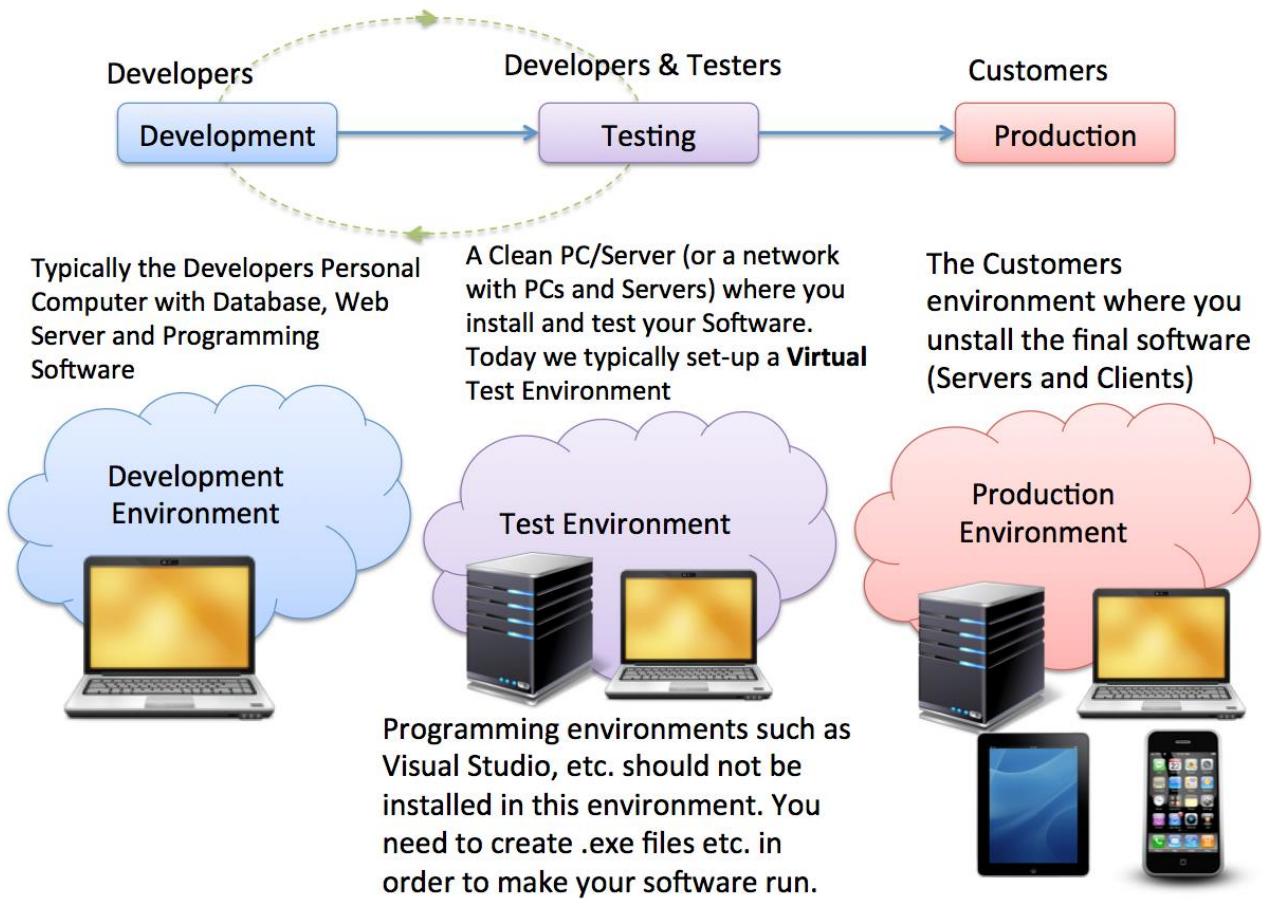 Developers
Developers & Testers
Customers
Development
Testing
Production
Typically the Developers Personal
Computer with Database, Web
Server and Programming
Software
A Clean PC/Server (or a network
with PCs and Servers) where you
install and test your Software.
Today we typically set-up a Virtual
Test Environment
The Customers
environment where you
unstall the final software
(Servers and Clients)
Development
Environment
Test Environment
Production
Environment
Programming environments such as
Visual Studio, etc. should not be
installed in this environment. You
need to create .exe files etc. in
order to make your software run.